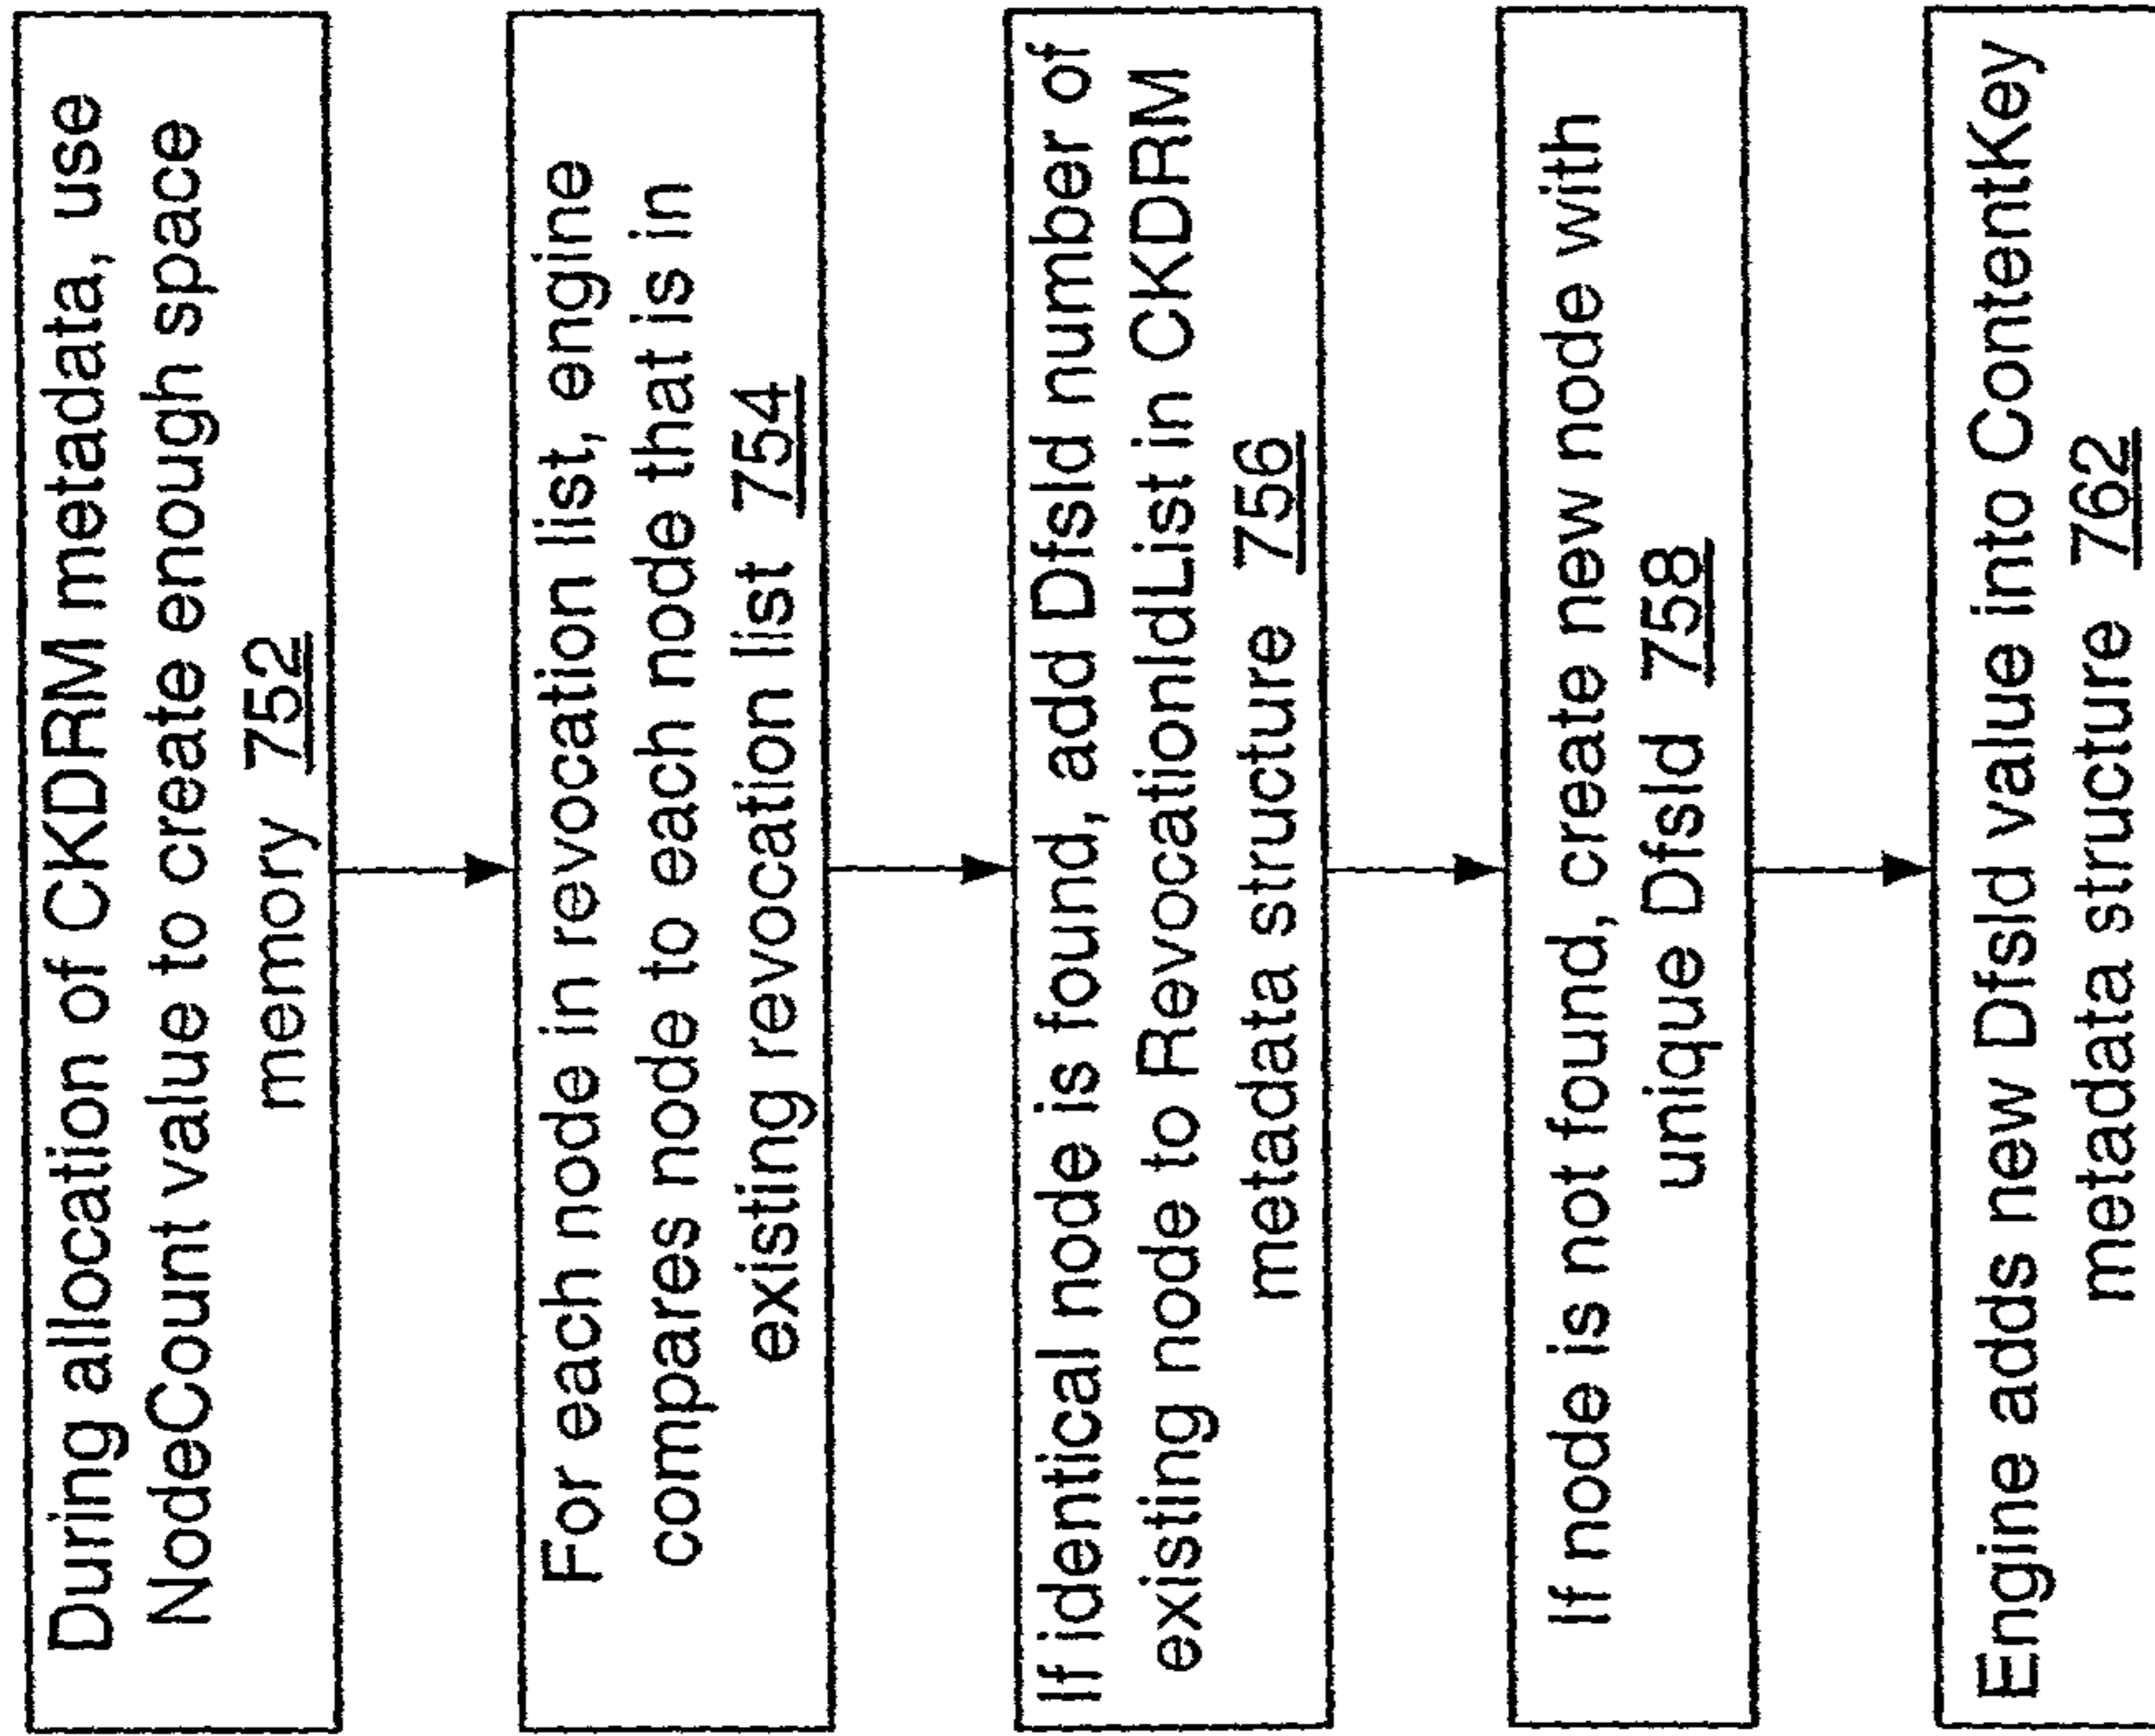 During allocation of CKDRM metadata, use
NodeCount value to create enough space
memory 752
For each node in revocation list, engine
compares node to each node that is in
existing revocation list 754
If identical node is found, add DfsId number of
existing node to RevocationIdList in CKDRM
metadata structure 756
If node is not found, create new node with
unique DfsId 758
Engine adds new DfsId value into ContentKey
metadata structure 762